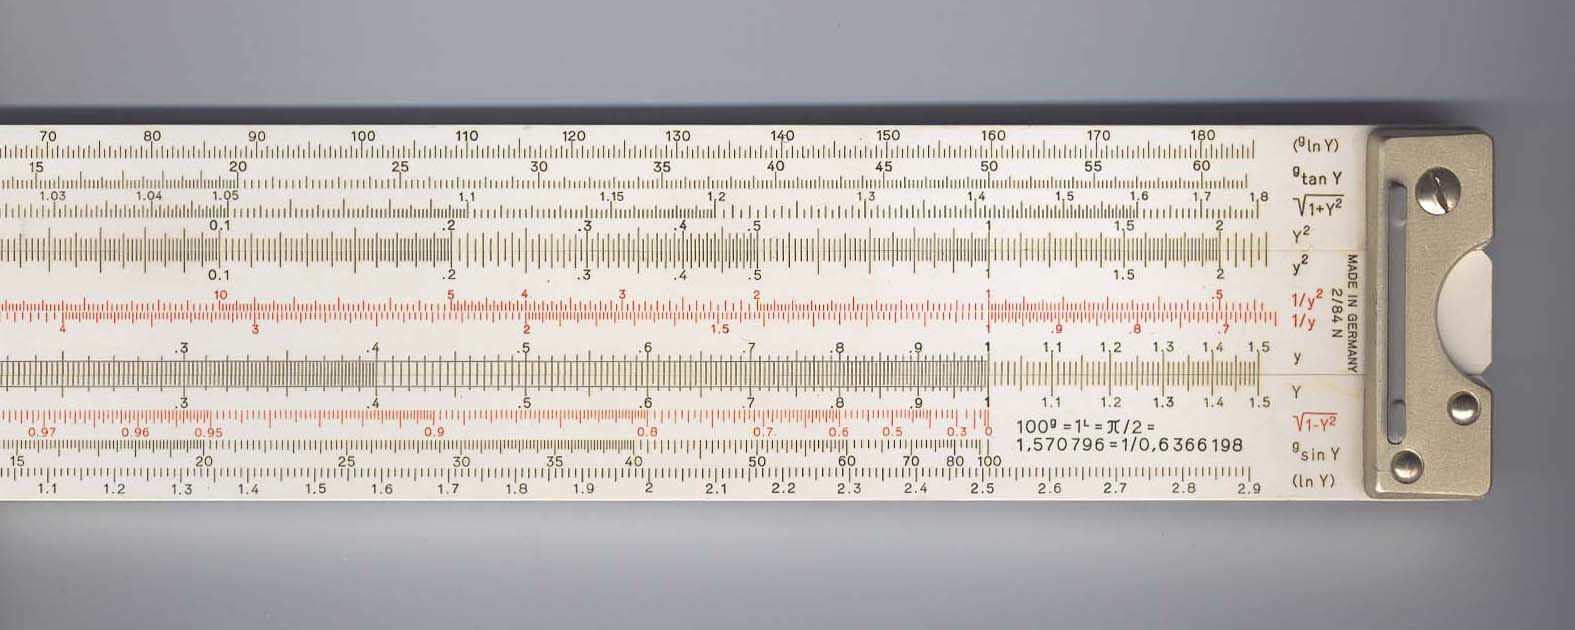 70 80 90 100 110 120 130 140 150 160 170 180 (ᵍln Y)
15 20 25 30 35 40 45 50 55 60 ᵍtan Y
1.03 1.04 1.05 1.1 1.15 1.2 1.3 1.4 1.5 1.6 1.7 1.8 √1+Y²
0.1 .2 .3 .4 .5 1 1.5 2 Y²
0.1 .2 .3 .4 .5 1 1.5 2 y²
10 5 4 3 2 1 .5 1/y²
4 3 2 1.5 1 .9 .8 .7 1/y
.3 .4 .5 .6 .7 .8 .9 1 1.1 1.2 1.3 1.4 1.5 y
.3 .4 .5 .6 .7 .8 .9 1 1.1 1.2 1.3 1.4 1.5 Y
0.97 0.96 0.95 0.9 0.8 0.7 0.6 0.5 0.3 0 √1-Y²
15 20 25 30 35 40 50 60 70 80 100 ᵍsin Y
1.1 1.2 1.3 1.4 1.5 1.6 1.7 1.8 1.9 2 2.1 2.2 2.3 2.4 2.5 2.6 2.7 2.8 2.9 (ln Y)
100ᵍ = 1ᴸ = π/2 =
1,570796 = 1/0,6366198
MADE IN GERMANY
2/84 N